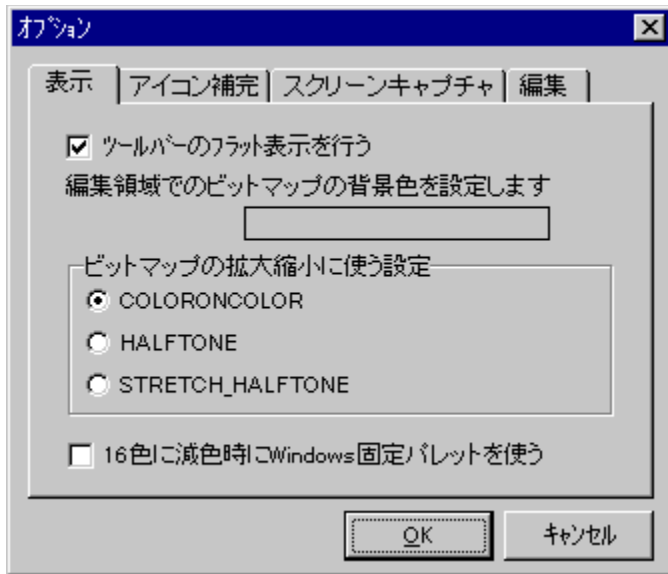 オプション
表示 アイコン補完 スクリーンキャプチャ 編集
ツールバーのフラット表示を行う
編集領域でのビットマップの背景色を設定します
ビットマップの拡大縮小に使う設定
COLORONCOLOR
HALFTONE
STRETCH_HALFTONE
16色に減色時にWindows固定パレットを使う
OK キャンセル